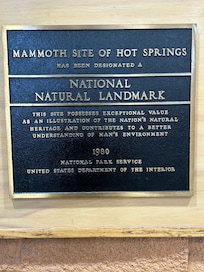 MAMMOTH SITE OF HOT SPRINGS
HAS BEEN DESIGNATED A
NATIONAL
NATURAL LANDMARK
THIS SITE POSSESSES EXCEPTIONAL VALUE
AS AN ILLUSTRATION OF THE NATION'S NATURAL
HERITAGE AND CONTRIBUTES TO A BETTER
UNDERSTANDING OF MAN'S ENVIRONMENT
1980
NATIONAL PARK SERVICE
UNITED STATES DEPARTMENT OF THE INTERIOR